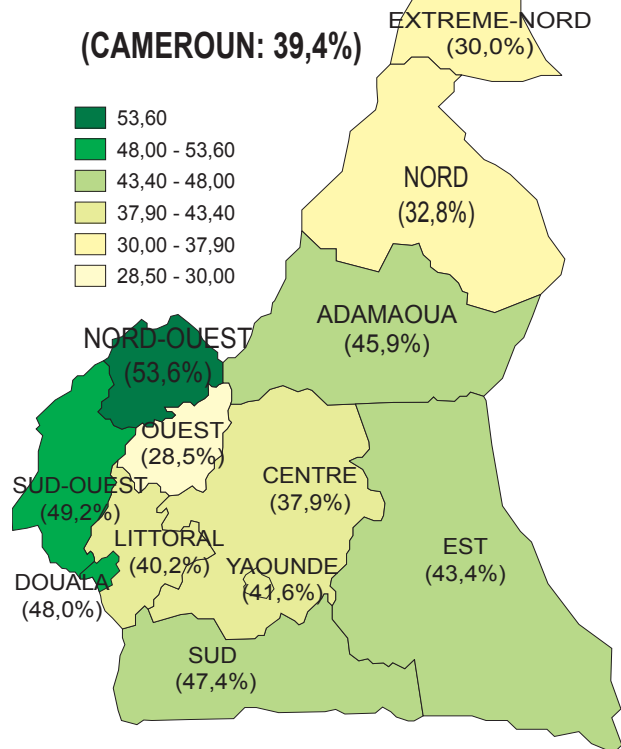 EXTREME-NORD
(30,0%)
(CAMEROUN: 39,4%)
53,60
48,00 - 53,60
43,40 - 48,00
37,90 - 43,40
30,00 - 37,90
28,50 - 30,00
NORD
(32,8%)
ADAMAOUA
(45,9%)
NORD-OUEST
(53,6%)
OUEST
(28,5%)
SUD-OUEST
(49,2%)
CENTRE
(37,9%)
LITTORAL
(40,2%)
YAOUNDE
(41,6%)
EST
(43,4%)
DOUALA
(48,0%)
SUD
(47,4%)